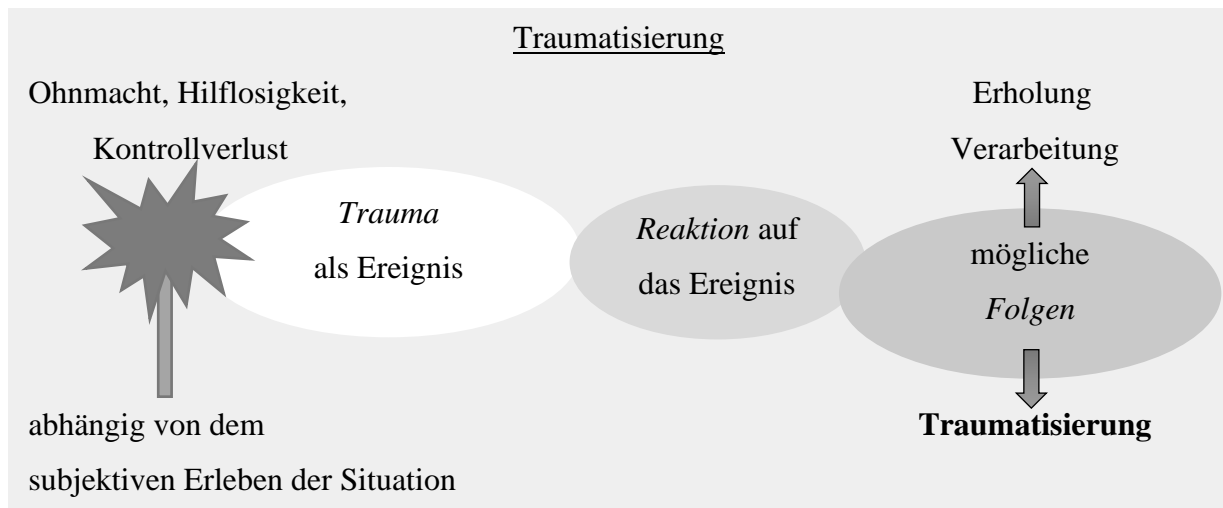 Traumatisierung
Ohnmacht, Hilflosigkeit,
Kontrollverlust
Trauma
als Ereignis
abhängig von dem
subjektiven Erleben der Situation
Reaktion auf
das Ereignis
Erholung
Verarbeitung
mögliche
Folgen
Traumatisierung